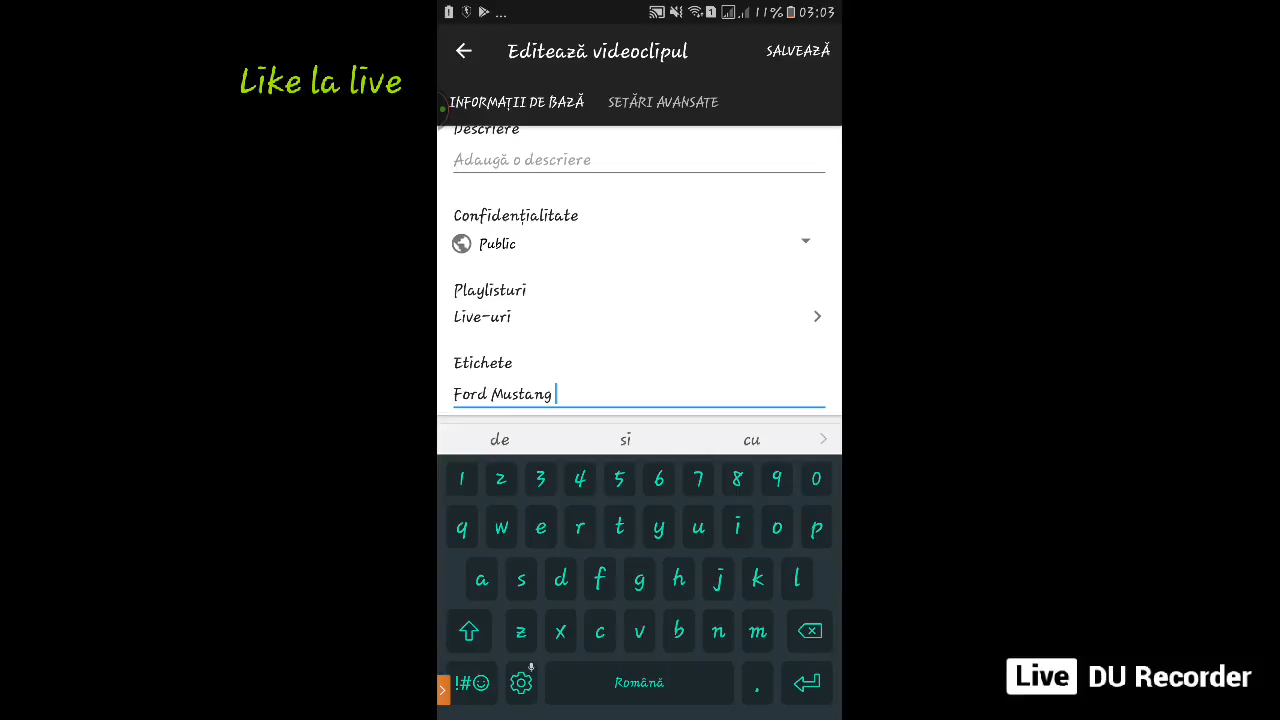 ... 1 11% 03:03
Editează videoclipul SALVEAZĂ
Like la live
INFORMAȚII DE BAZĂ SETĂRI AVANSATE
Descriere
Adaugă o descriere
Confidențialitate
Public
Playlisturi
Live-uri
Etichete
Ford Mustang
de si cu
1 2 3 4 5 6 7 8 9 0
q w e r t y u i o p
a s d f g h j k l
z x c v b n m
!#☺ Română .
Live DU Recorder